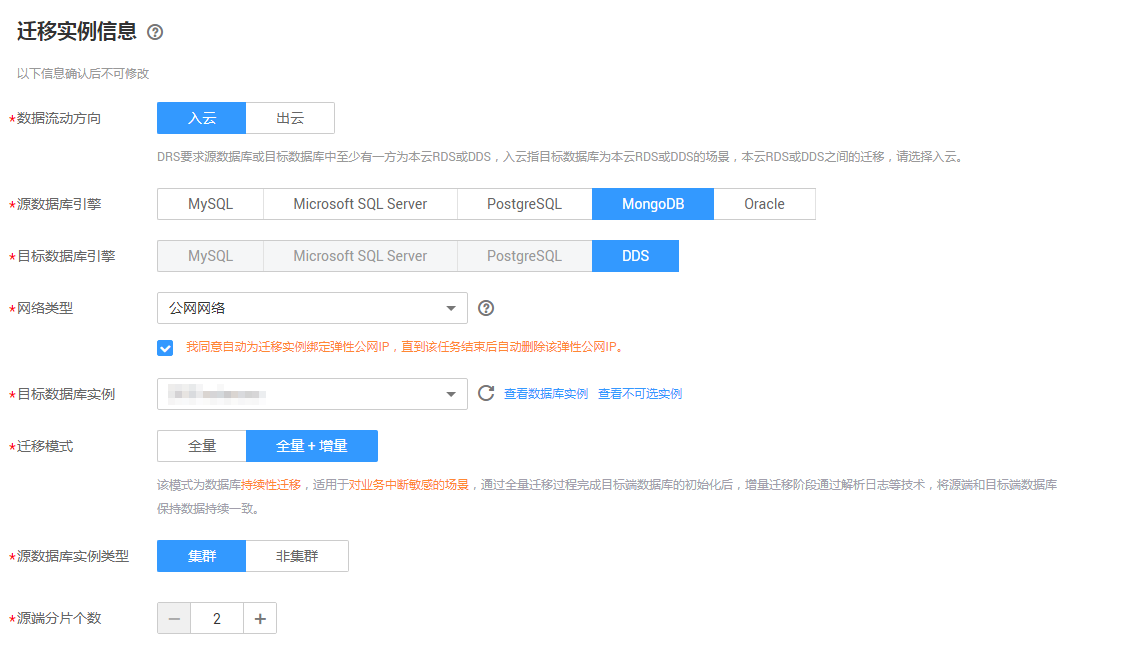 迁移实例信息
以下信息确认后不可修改
*数据流动方向 入云 出云
DRS要求源数据库或目标数据库中至少有一方为本云RDS或DDS，入云指目标数据库为本云RDS或DDS的场景，本云RDS或DDS之间的迁移，请选择入云。
*源数据库引擎 MySQL Microsoft SQL Server PostgreSQL MongoDB Oracle
*目标数据库引擎 MySQL Microsoft SQL Server PostgreSQL DDS
*网络类型 公网网络
我同意自动为迁移实例绑定弹性公网IP，直到该任务结束后自动删除该弹性公网IP。
*目标数据库实例 查看数据库实例 查看不可选实例
*迁移模式 全量 全量+增量
该模式为数据库持续性迁移，适用于对业务中断敏感的场景，通过全量迁移过程完成目标端数据库的初始化后，增量迁移阶段通过解析日志等技术，将源端和目标端数据库
保持数据持续一致。
*源数据库实例类型 集群 非集群
*源端分片个数 − 2 +